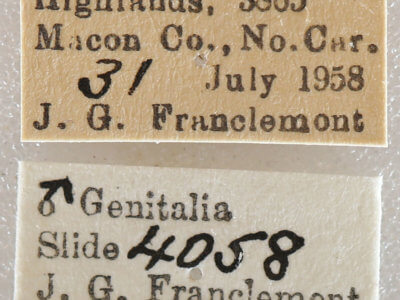 Highlands, 3865
Macon Co., No. Car.
31 July 1958
J. G. Franclemont
♂ Genitalia
Slide 4058
J. G. Franclemont